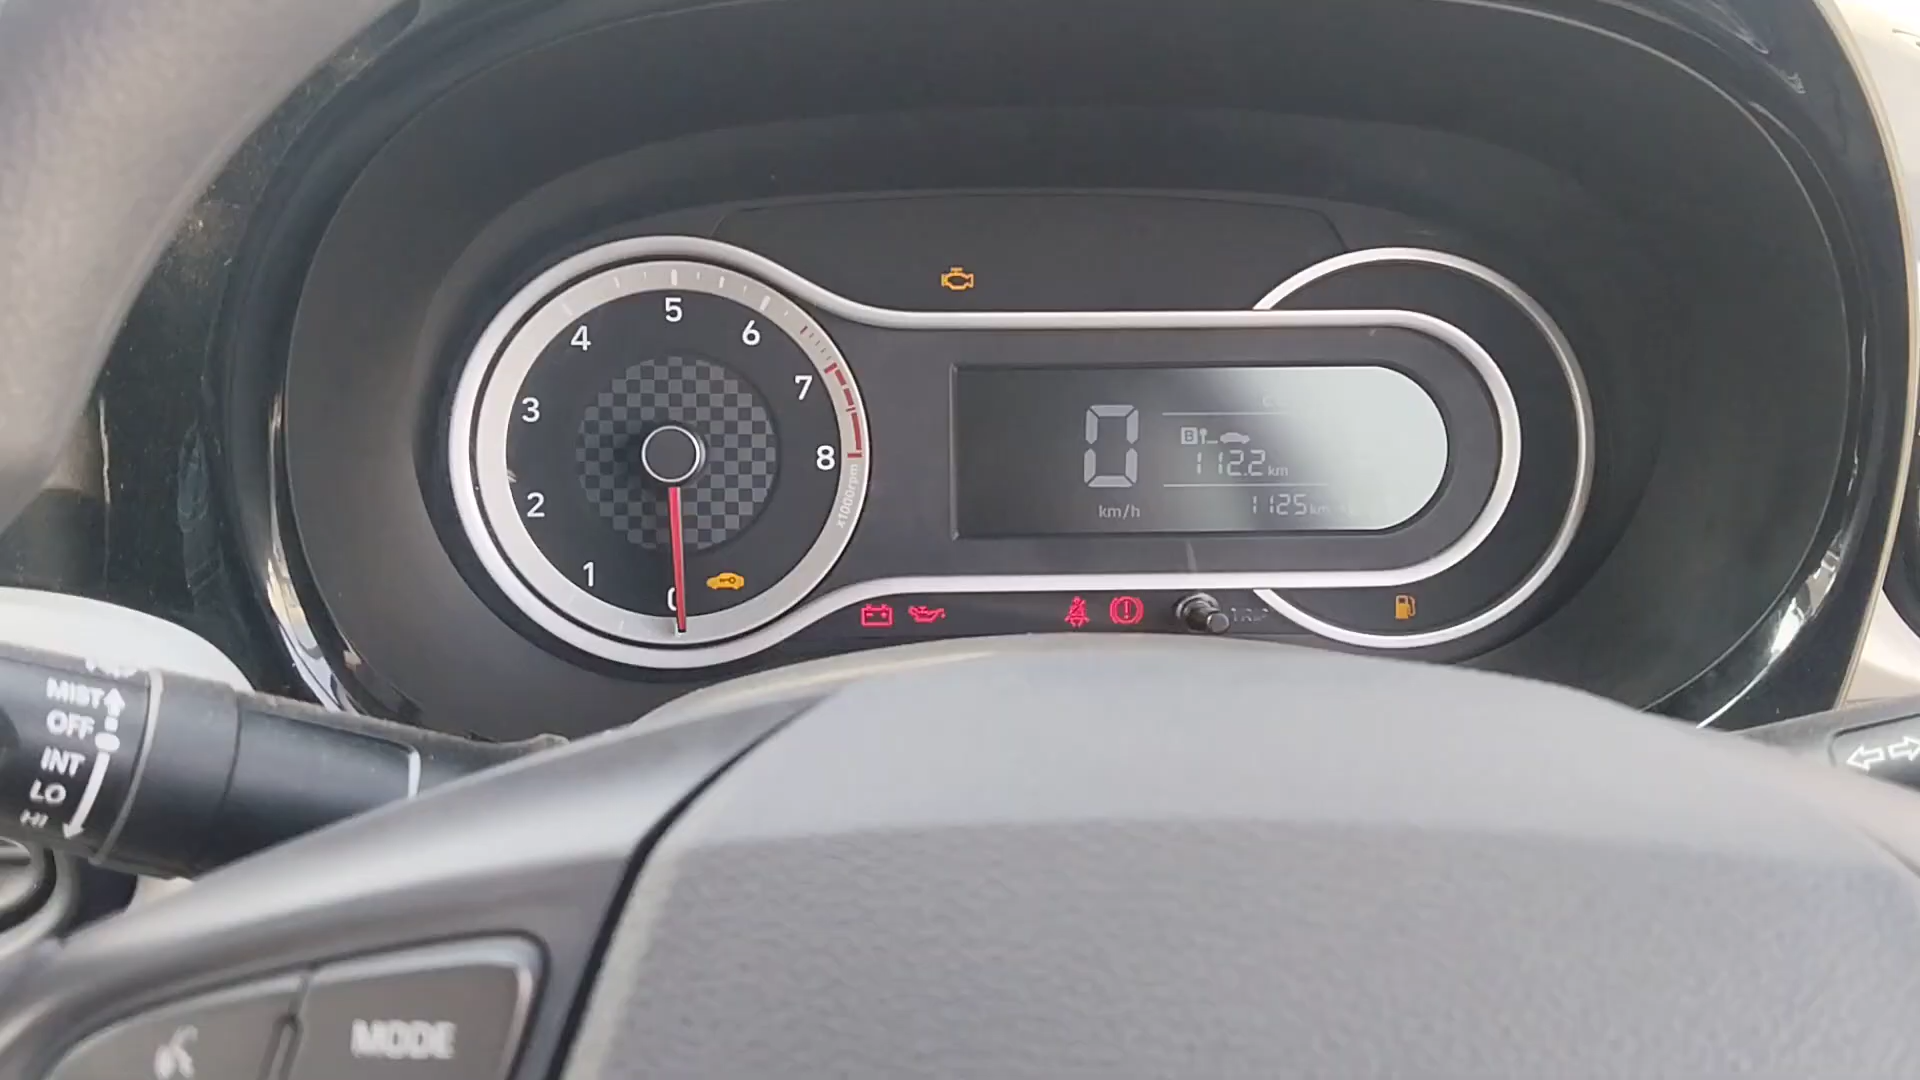 5
4
6
7
3
8
x1000rpm
2
1
0
0
km/h
B
112.2 km
1125 km
MIST
OFF
INT
LO
HI
MODE